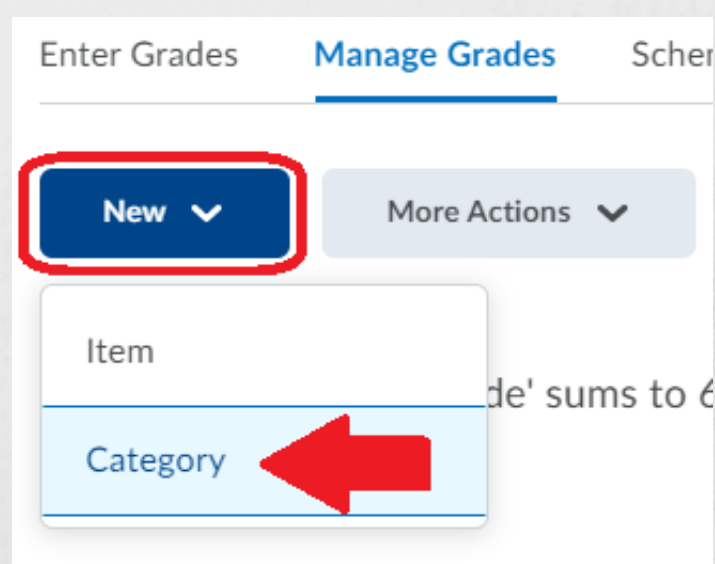 Enter Grades Manage Grades
New More Actions
Item
de' sums to
Category